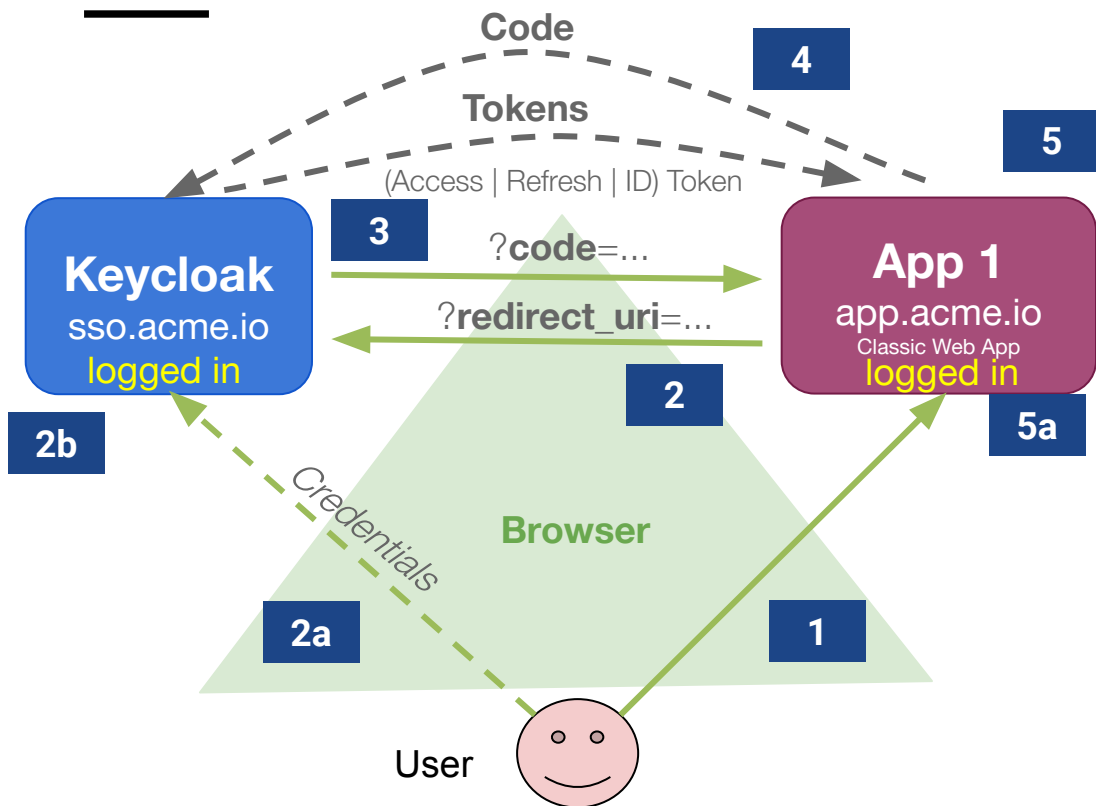 Code
4
Tokens
5
(Access | Refresh | ID) Token
3
?code=...
Keycloak
sso.acme.io
logged in
App 1
app.acme.io
Classic Web App
logged in
?redirect_uri=...
2
2b
5a
Credentials
Browser
2a
1
User